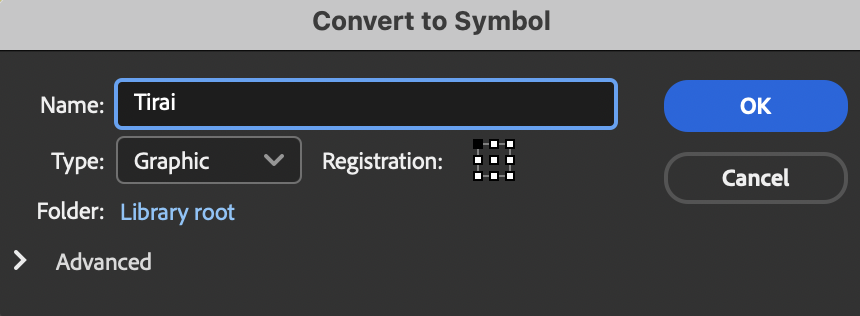 Convert to Symbol
Name: Tirai
OK
Type: Graphic Registration:
Cancel
Folder: Library root
Advanced